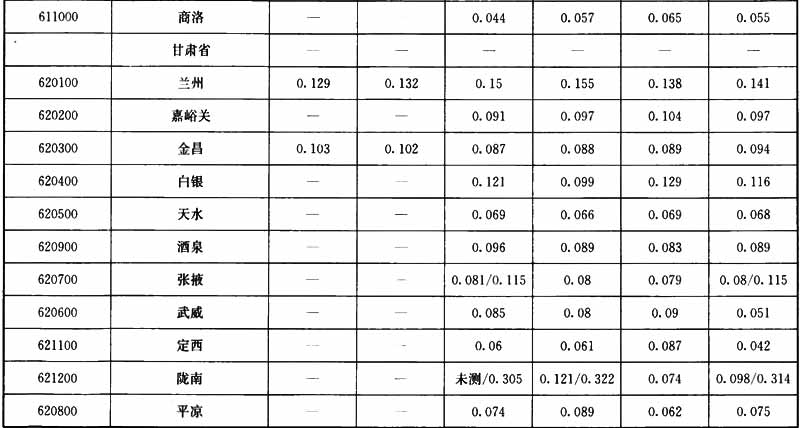 611000 商洛 — — 0.044 0.057 0.065 0.055
甘肃省 — — — — — —
620100 兰州 0.129 0.132 0.15 0.155 0.138 0.141
620200 嘉峪关 — — 0.091 0.097 0.104 0.097
620300 金昌 0.103 0.102 0.087 0.088 0.089 0.094
620400 白银 — — 0.121 0.099 0.129 0.116
620500 天水 — — 0.069 0.066 0.069 0.068
620900 酒泉 — — 0.096 0.089 0.083 0.089
620700 张掖 — — 0.081/0.115 0.08 0.079 0.08/0.115
620600 武威 — — 0.085 0.08 0.09 0.051
621100 定西 — — 0.06 0.061 0.087 0.042
621200 陇南 — — 未测/0.305 0.121/0.322 0.074 0.098/0.314
620800 平凉 — — 0.074 0.089 0.062 0.075